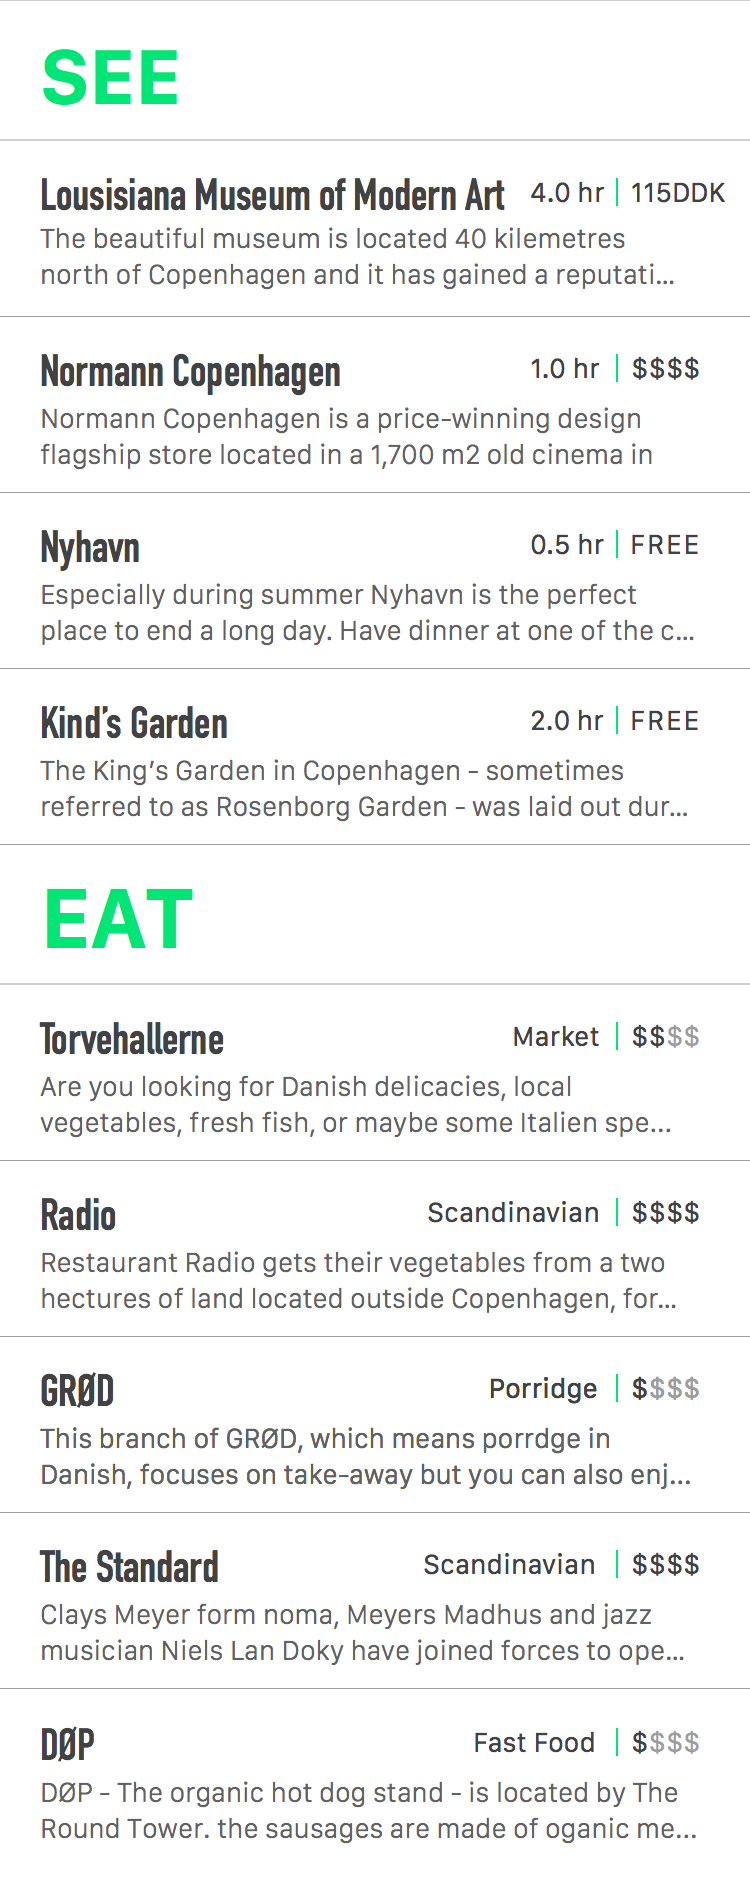 SEE
Lousisiana Museum of Modern Art 4.0 hr | 115DDK
The beautiful museum is located 40 kilemetres
north of Copenhagen and it has gained a reputati...
Normann Copenhagen 1.0 hr | $$$$
Normann Copenhagen is a price-winning design
flagship store located in a 1,700 m2 old cinema in
Nyhavn 0.5 hr | FREE
Especially during summer Nyhavn is the perfect
place to end a long day. Have dinner at one of the c...
Kind's Garden 2.0 hr | FREE
The King's Garden in Copenhagen - sometimes
referred to as Rosenborg Garden - was laid out dur...
EAT
Torvehallerne Market | $$$$
Are you looking for Danish delicacies, local
vegetables, fresh fish, or maybe some Italien spe...
Radio Scandinavian | $$$$
Restaurant Radio gets their vegetables from a two
hectures of land located outside Copenhagen, for...
GRØD Porridge | $$$$
This branch of GRØD, which means porrdge in
Danish, focuses on take-away but you can also enj...
The Standard Scandinavian | $$$$
Clays Meyer form noma, Meyers Madhus and jazz
musician Niels Lan Doky have joined forces to ope...
DØP Fast Food | $$$$
DØP - The organic hot dog stand - is located by The
Round Tower. the sausages are made of oganic me...